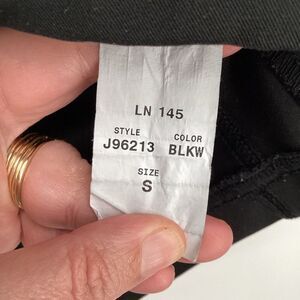 LN 145
STYLE COLOR
J96213 BLKW
SIZE
S